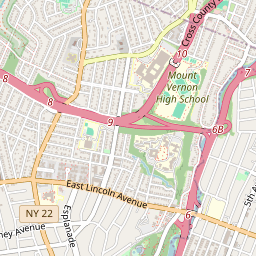 Cross County
10
7
8
Mount
Vernon
High School
8
9
6B
East Lincoln Avenue
NY 22
6
5th Av
Esplanade
ney Avenue